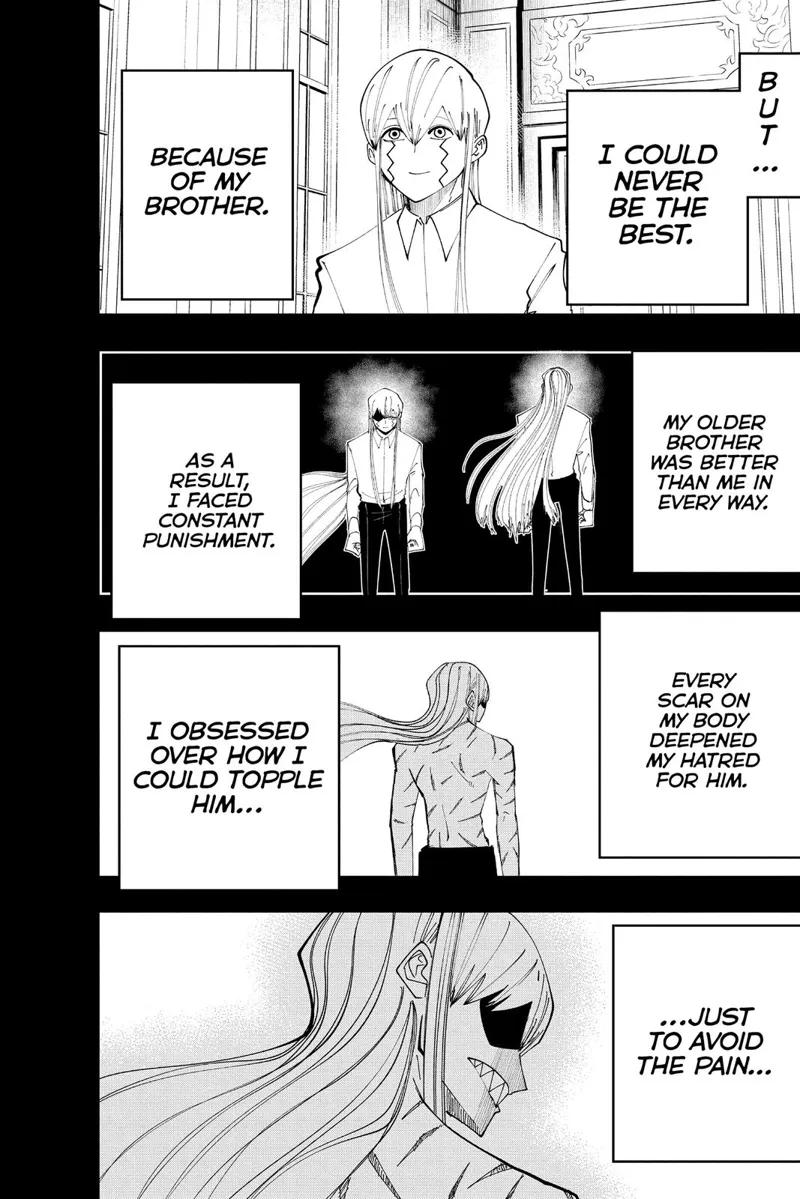 BUT...
I COULD
NEVER
BE THE
BEST.
BECAUSE
OF MY
BROTHER.
MY OLDER
BROTHER
WAS BETTER
THAN ME IN
EVERY WAY.
AS A
RESULT,
I FACED
CONSTANT
PUNISHMENT.
EVERY
SCAR ON
MY BODY
DEEPENED
MY HATRED
FOR HIM.
I OBSESSED
OVER HOW I
COULD TOPPLE
HIM...
...JUST
TO AVOID
THE PAIN...